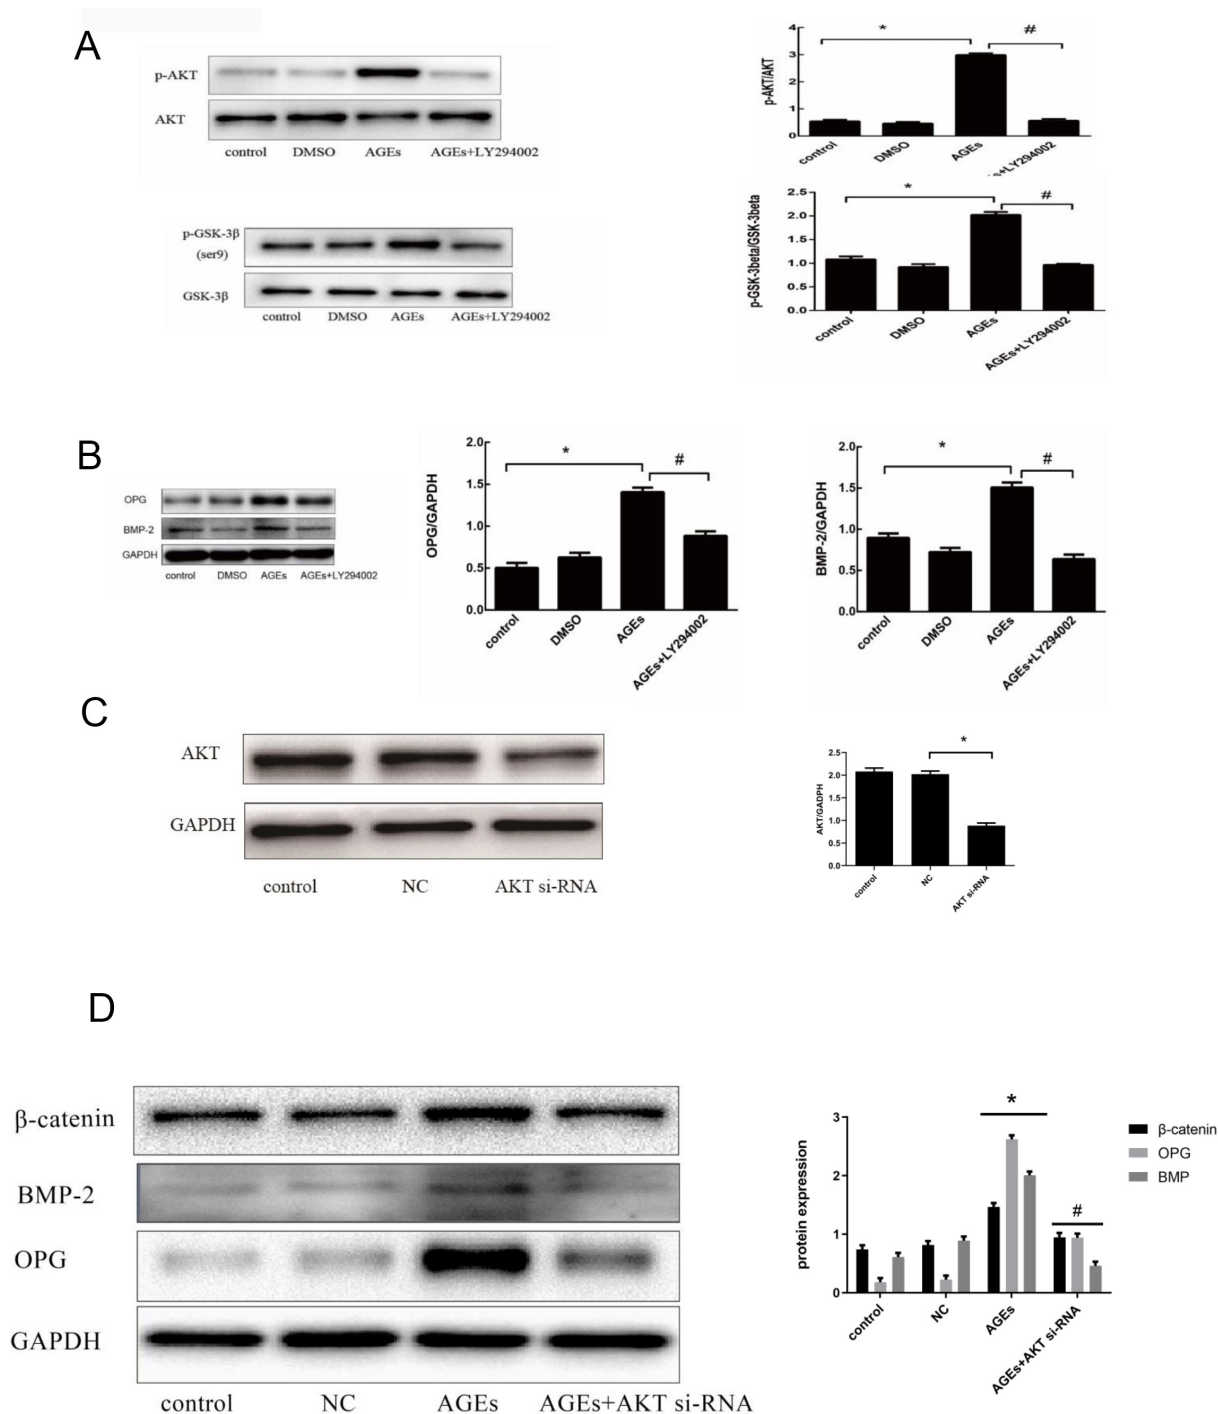 A
p-AKT
AKT
control DMSO AGEs AGEs+LY294002
p-AKT/AKT
4
3
2
1
0
* #
control DMSO AGEs s+LY294002
p-GSK-3β
(ser9)
GSK-3β
control DMSO AGEs AGEs+LY294002
p-GSK-3beta/GSK-3beta
2.5
2.0
1.5
1.0
0.5
0.0
* #
control DMSO AGEs AGEs+LY294002
B
OPG
BMP-2
GAPDH
control DMSO AGEs AGEs+LY294002
OPG/GAPDH
2.0
1.5
1.0
0.5
0.0
* #
control DMSO AGEs AGEs+LY294002
BMP-2/GAPDH
2.0
1.5
1.0
0.5
0.0
* #
control DMSO AGEs AGEs+LY294002
C
AKT
GAPDH
control NC AKT si-RNA
AKT/GADPH
2.5
2.0
1.5
1.0
0.5
0.0
*
control NC AKT si-RNA
D
β-catenin
BMP-2
OPG
GAPDH
control NC AGEs AGEs+AKT si-RNA
protein expression
3
2
1
0
* #
control NC AGEs AGEs+AKT si-RNA
β-catenin
OPG
BMP